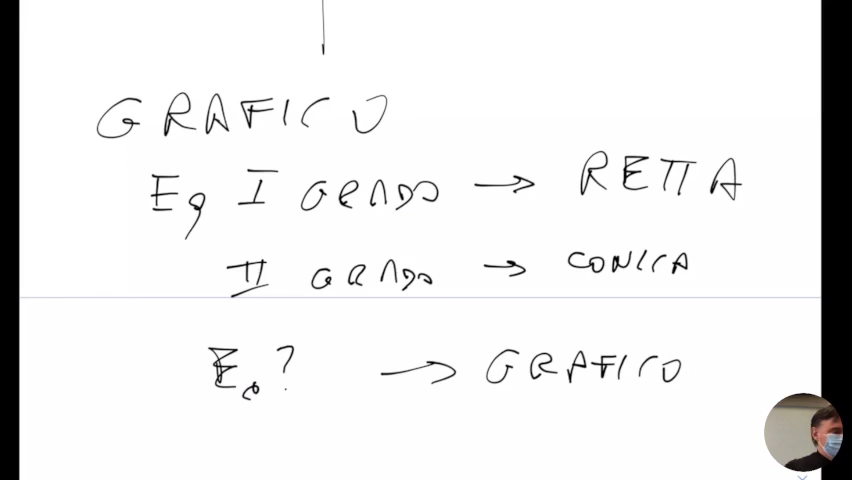 GRAFICO
Eq I GRADO → RETTA
II GRADO → CONICA
Eq ? → GRAFICO